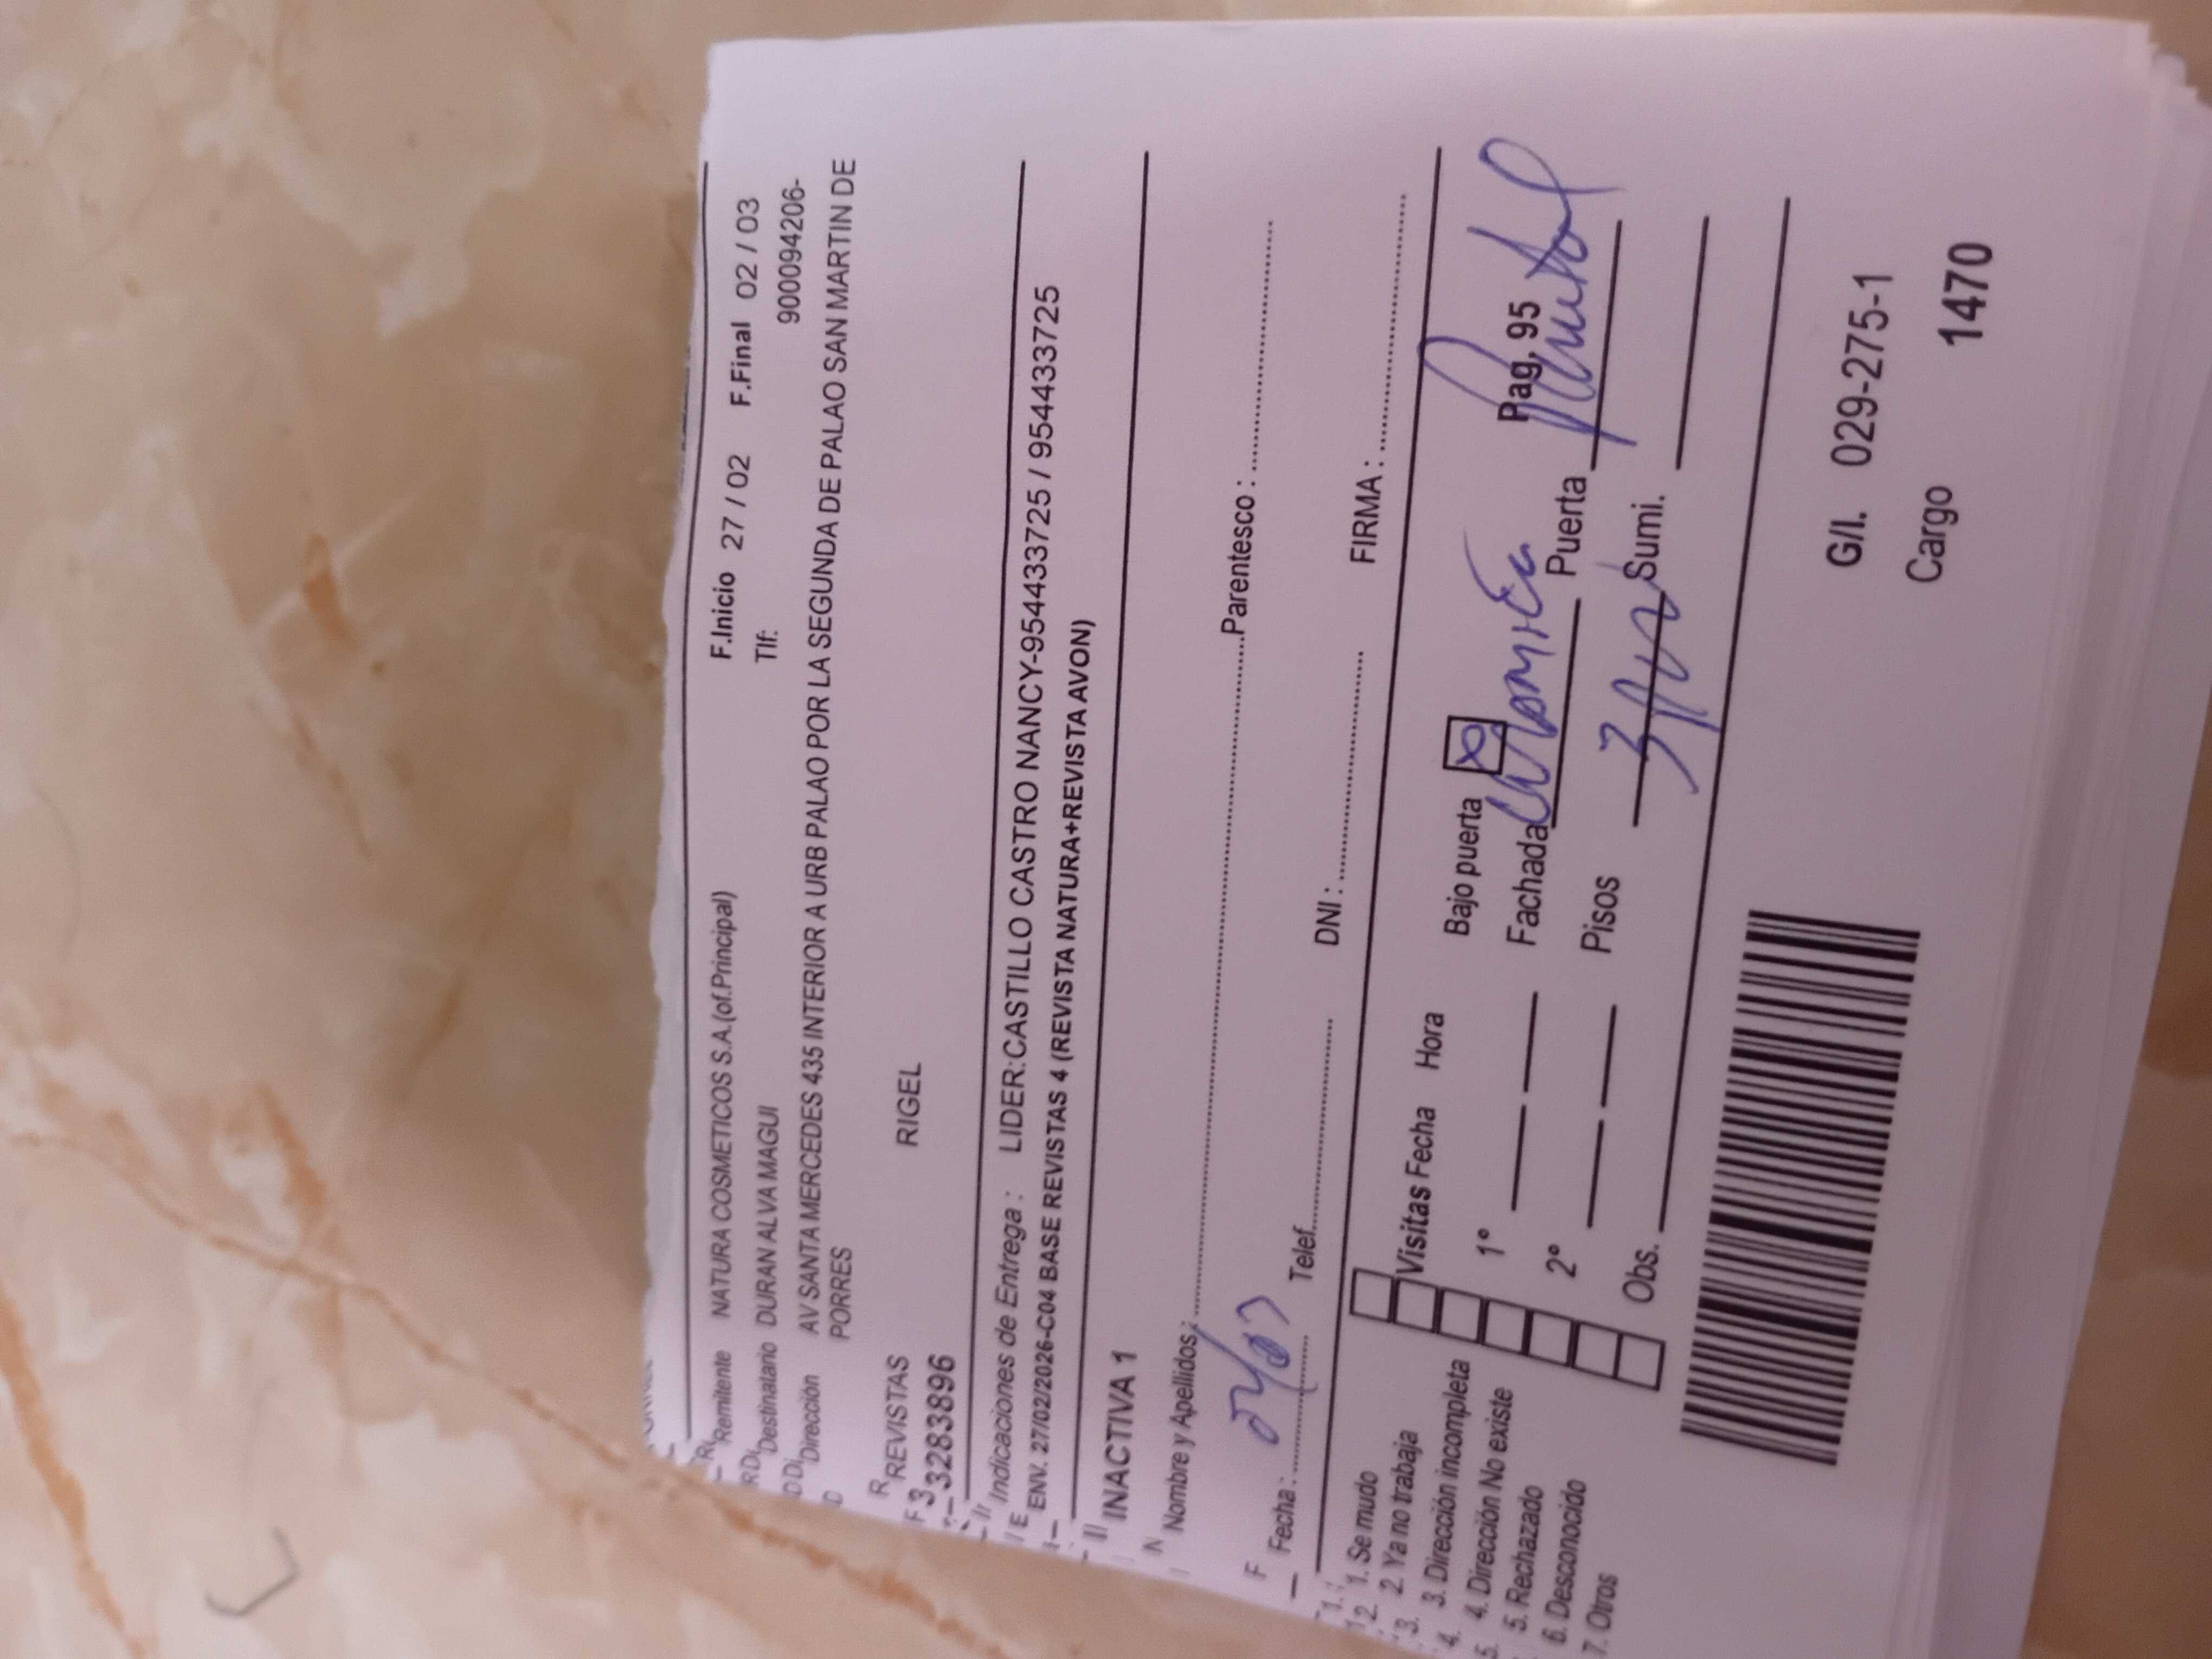 Remitente NATURA COSMETICOS S.A.(of.Principal) F.Inicio 27 / 02 F.Final 02 / 03
Destinatario DURAN ALVA MAGUI Tlf: 900094206-
Dirección AV SANTA MERCEDES 435 INTERIOR A URB PALAO POR LA SEGUNDA DE PALAO SAN MARTIN DE
PORRES
REVISTAS RIGEL
3283896
Indicaciones de Entrega : LIDER:CASTILLO CASTRO NANCY-954433725 / 954433725
ENV. 27/02/2026-C04 BASE REVISTAS 4 (REVISTA NATURA+REVISTA AVON)
INACTIVA 1
Nombre y Apellidos : Parentesco :
Fecha : Telef. DNI : FIRMA :
1. Se mudo
2. Ya no trabaja
3. Dirección incompleta
4. Dirección No existe
5. Rechazado
6. Desconocido
7. Otros
Visitas Fecha Hora Bajo puerta Pag, 95
1° Fachada Puerta
2° Pisos 3 Sumi.
Obs.
G/I. 029-275-1
Cargo 1470